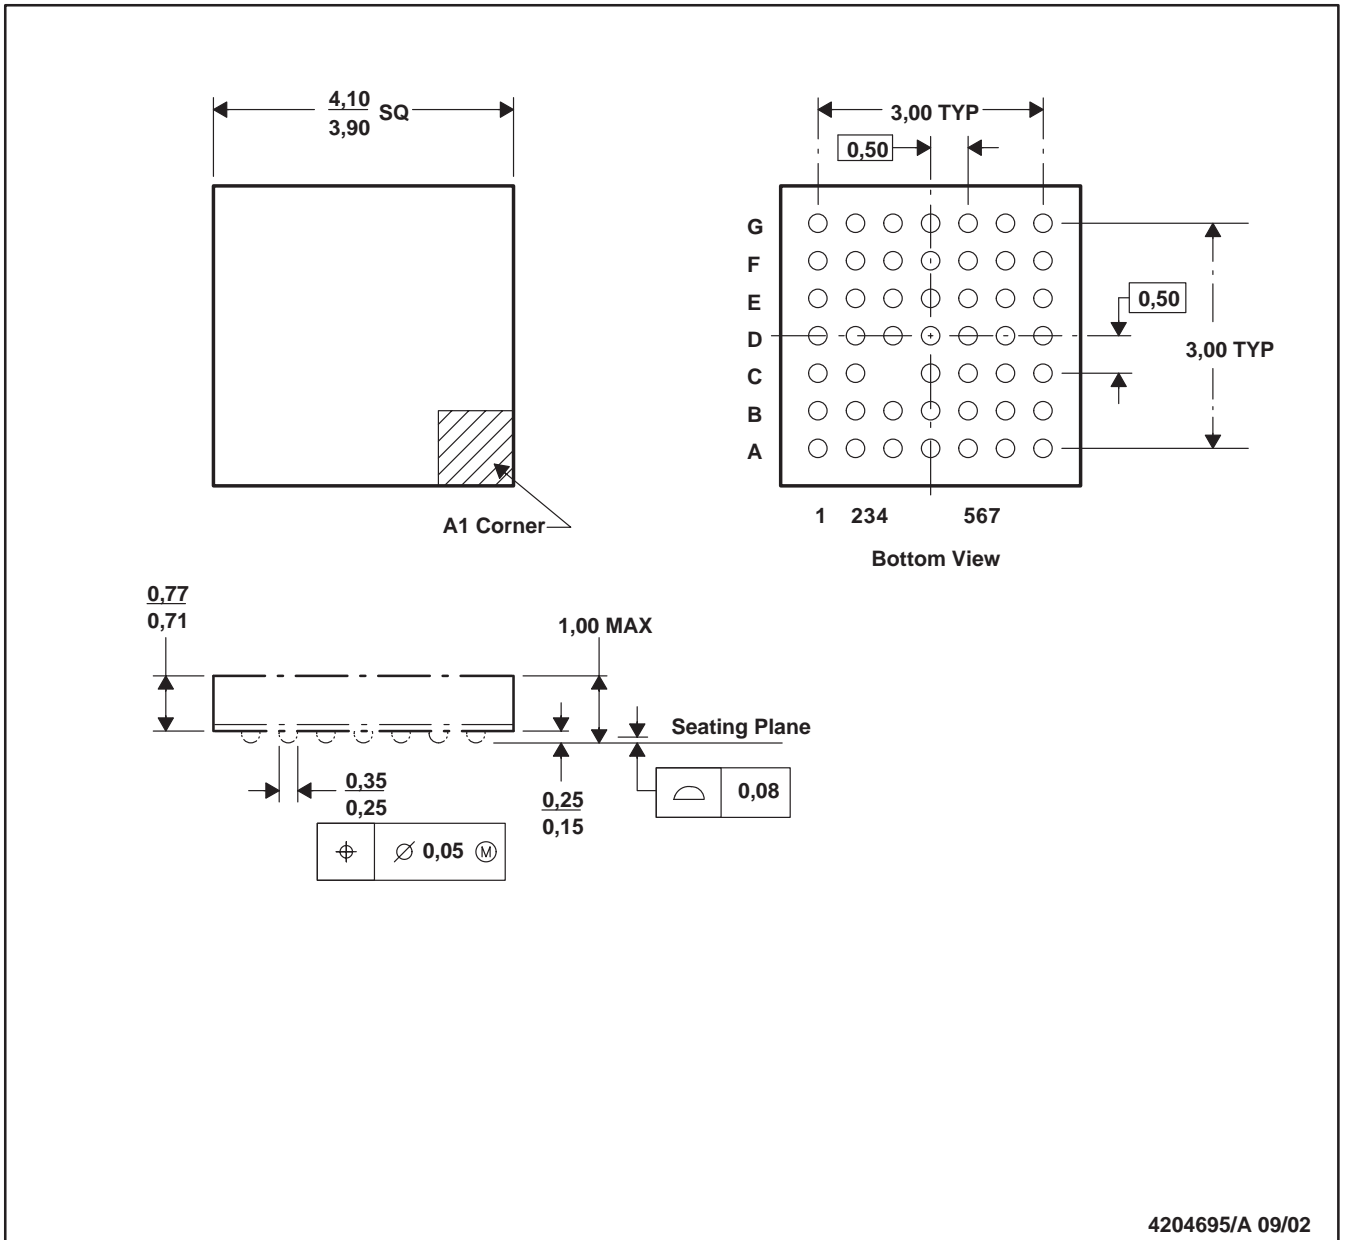 4,10
3,90
SQ
A1 Corner
3,00 TYP
0,50
G
F
E
D
C
B
A
0,50
3,00 TYP
1 234 567
Bottom View
0,77
0,71
1,00 MAX
Seating Plane
0,35
0,25
⌖ ∅ 0,05 Ⓜ
0,25
0,15
⌓ 0,08
4204695/A 09/02